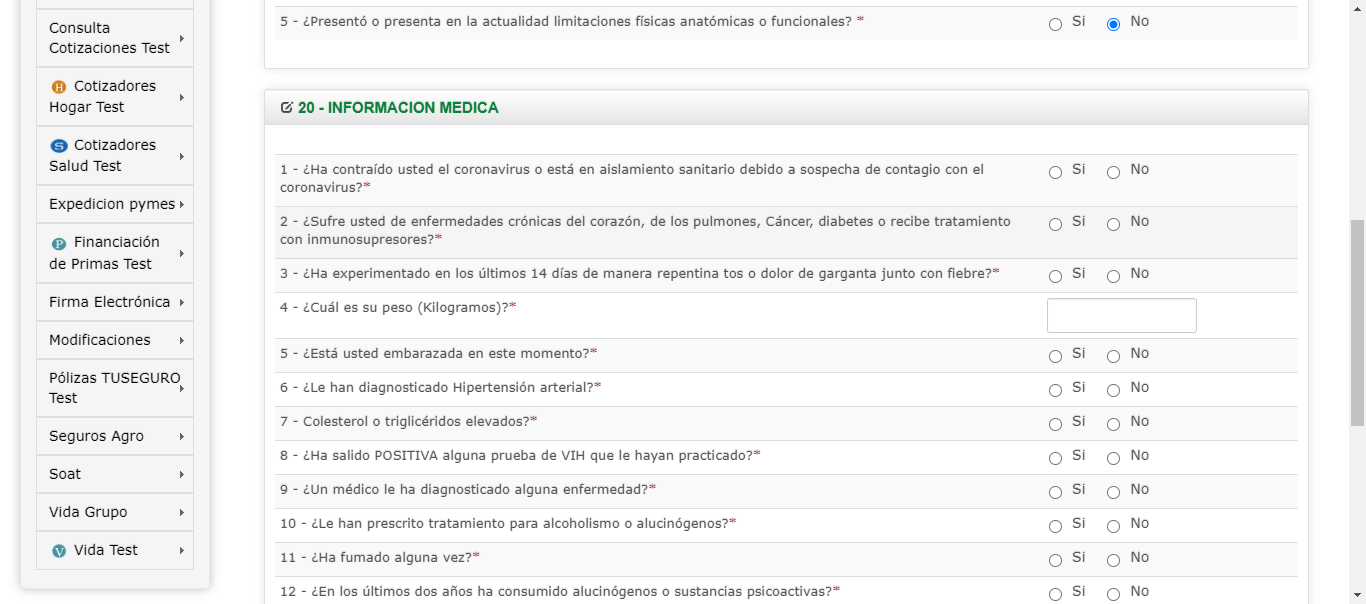 Consulta
Cotizaciones Test
H Cotizadores
Hogar Test
S Cotizadores
Salud Test
Expedicion pymes
P Financiación
de Primas Test
Firma Electrónica
Modificaciones
Pólizas TUSEGURO
Test
Seguros Agro
Soat
Vida Grupo
V Vida Test
5 - ¿Presentó o presenta en la actualidad limitaciones físicas anatómicas o funcionales? * Si No
20 - INFORMACION MEDICA
1 - ¿Ha contraído usted el coronavirus o está en aislamiento sanitario debido a sospecha de contagio con el
coronavirus?* Si No
2 - ¿Sufre usted de enfermedades crónicas del corazón, de los pulmones, Cáncer, diabetes o recibe tratamiento
con inmunosupresores?* Si No
3 - ¿Ha experimentado en los últimos 14 días de manera repentina tos o dolor de garganta junto con fiebre?* Si No
4 - ¿Cuál es su peso (Kilogramos)?*
5 - ¿Está usted embarazada en este momento?* Si No
6 - ¿Le han diagnosticado Hipertensión arterial?* Si No
7 - Colesterol o triglicéridos elevados?* Si No
8 - ¿Ha salido POSITIVA alguna prueba de VIH que le hayan practicado?* Si No
9 - ¿Un médico le ha diagnosticado alguna enfermedad?* Si No
10 - ¿Le han prescrito tratamiento para alcoholismo o alucinógenos?* Si No
11 - ¿Ha fumado alguna vez?* Si No
12 - ¿En los últimos dos años ha consumido alucinógenos o sustancias psicoactivas?* Si No